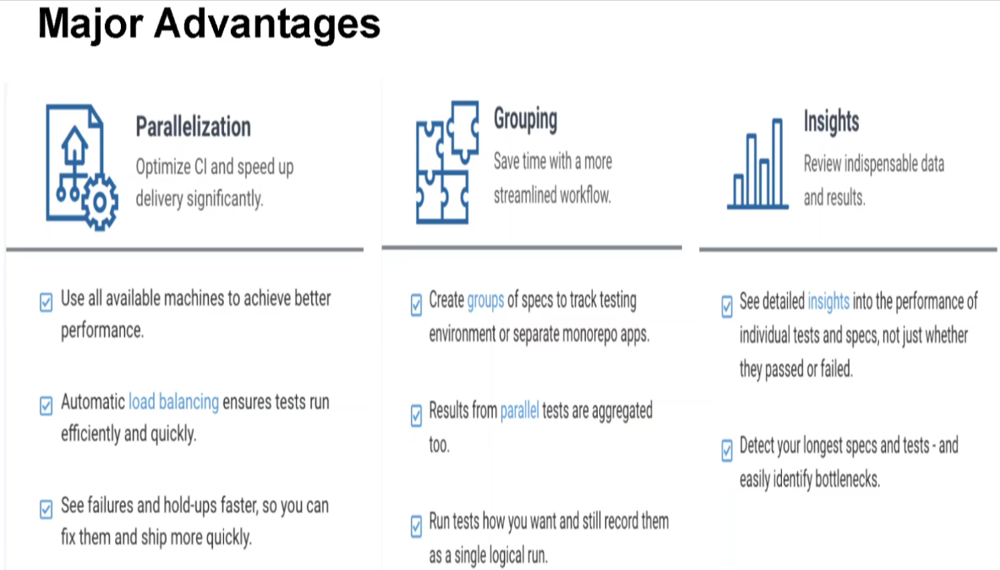 Major Advantages
Parallelization
Optimize CI and speed up
delivery significantly.
Use all available machines to achieve better
performance.
Automatic load balancing ensures tests run
efficiently and quickly.
See failures and hold-ups faster, so you can
fix them and ship more quickly.
Grouping
Save time with a more
streamlined workflow.
Create groups of specs to track testing
environment or separate monorepo apps.
Results from parallel tests are aggregated
too.
Run tests how you want and still record them
as a single logical run.
Insights
Review indispensable data
and results.
See detailed insights into the performance of
individual tests and specs, not just whether
they passed or failed.
Detect your longest specs and tests - and
easily identify bottlenecks.